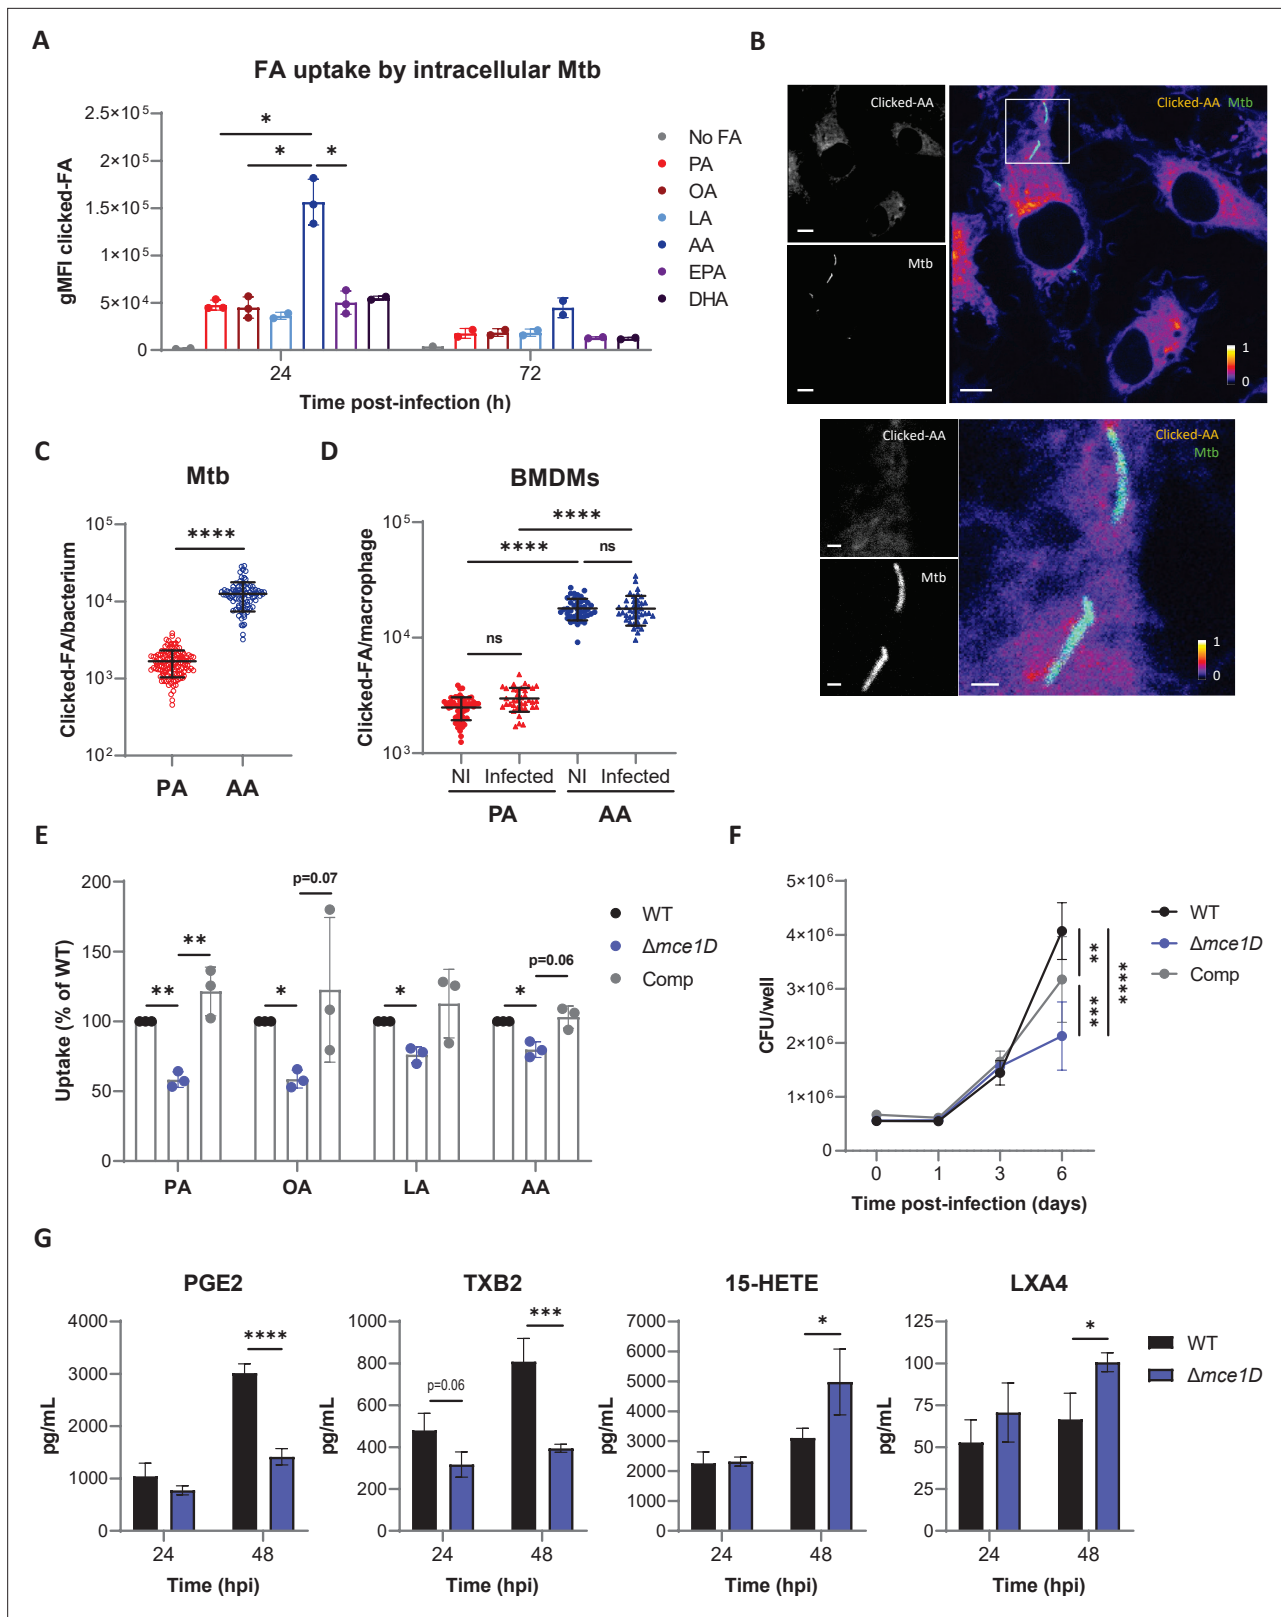 A
FA uptake by intracellular Mtb
gMFI clicked-FA
2.5×10⁵
2×10⁵
1.5×10⁵
1×10⁵
5×10⁴
0
* 
* *
24 72
Time post-infection (h)
No FA
PA
OA
LA
AA
EPA
DHA
B
Clicked-AA
Mtb
Clicked-AA Mtb
1
0
Clicked-AA
Mtb
Clicked-AA
Mtb
1
0
C
Mtb
Clicked-FA/bacterium
10⁵
10⁴
10³
10²
****
PA AA
D
BMDMs
Clicked-FA/macrophage
10⁵
10⁴
10³
****
**** ns
ns
NI Infected NI Infected
PA AA
E
Uptake (% of WT)
200
150
100
50
0
** **
* p=0.07
*
* p=0.06
PA OA LA AA
WT
Δmce1D
Comp
F
CFU/well
5×10⁶
4×10⁶
3×10⁶
2×10⁶
1×10⁶
0
0 1 3 6
Time post-infection (days)
**
***
****
WT
Δmce1D
Comp
G
PGE2
pg/mL
4000
3000
2000
1000
0
****
24 48
Time (hpi)
TXB2
pg/mL
1000
800
600
400
200
0
p=0.06
***
24 48
Time (hpi)
15-HETE
pg/mL
7000
6000
5000
4000
3000
2000
1000
0
*
24 48
Time (hpi)
LXA4
pg/mL
125
100
75
50
25
0
*
24 48
Time (hpi)
WT
Δmce1D